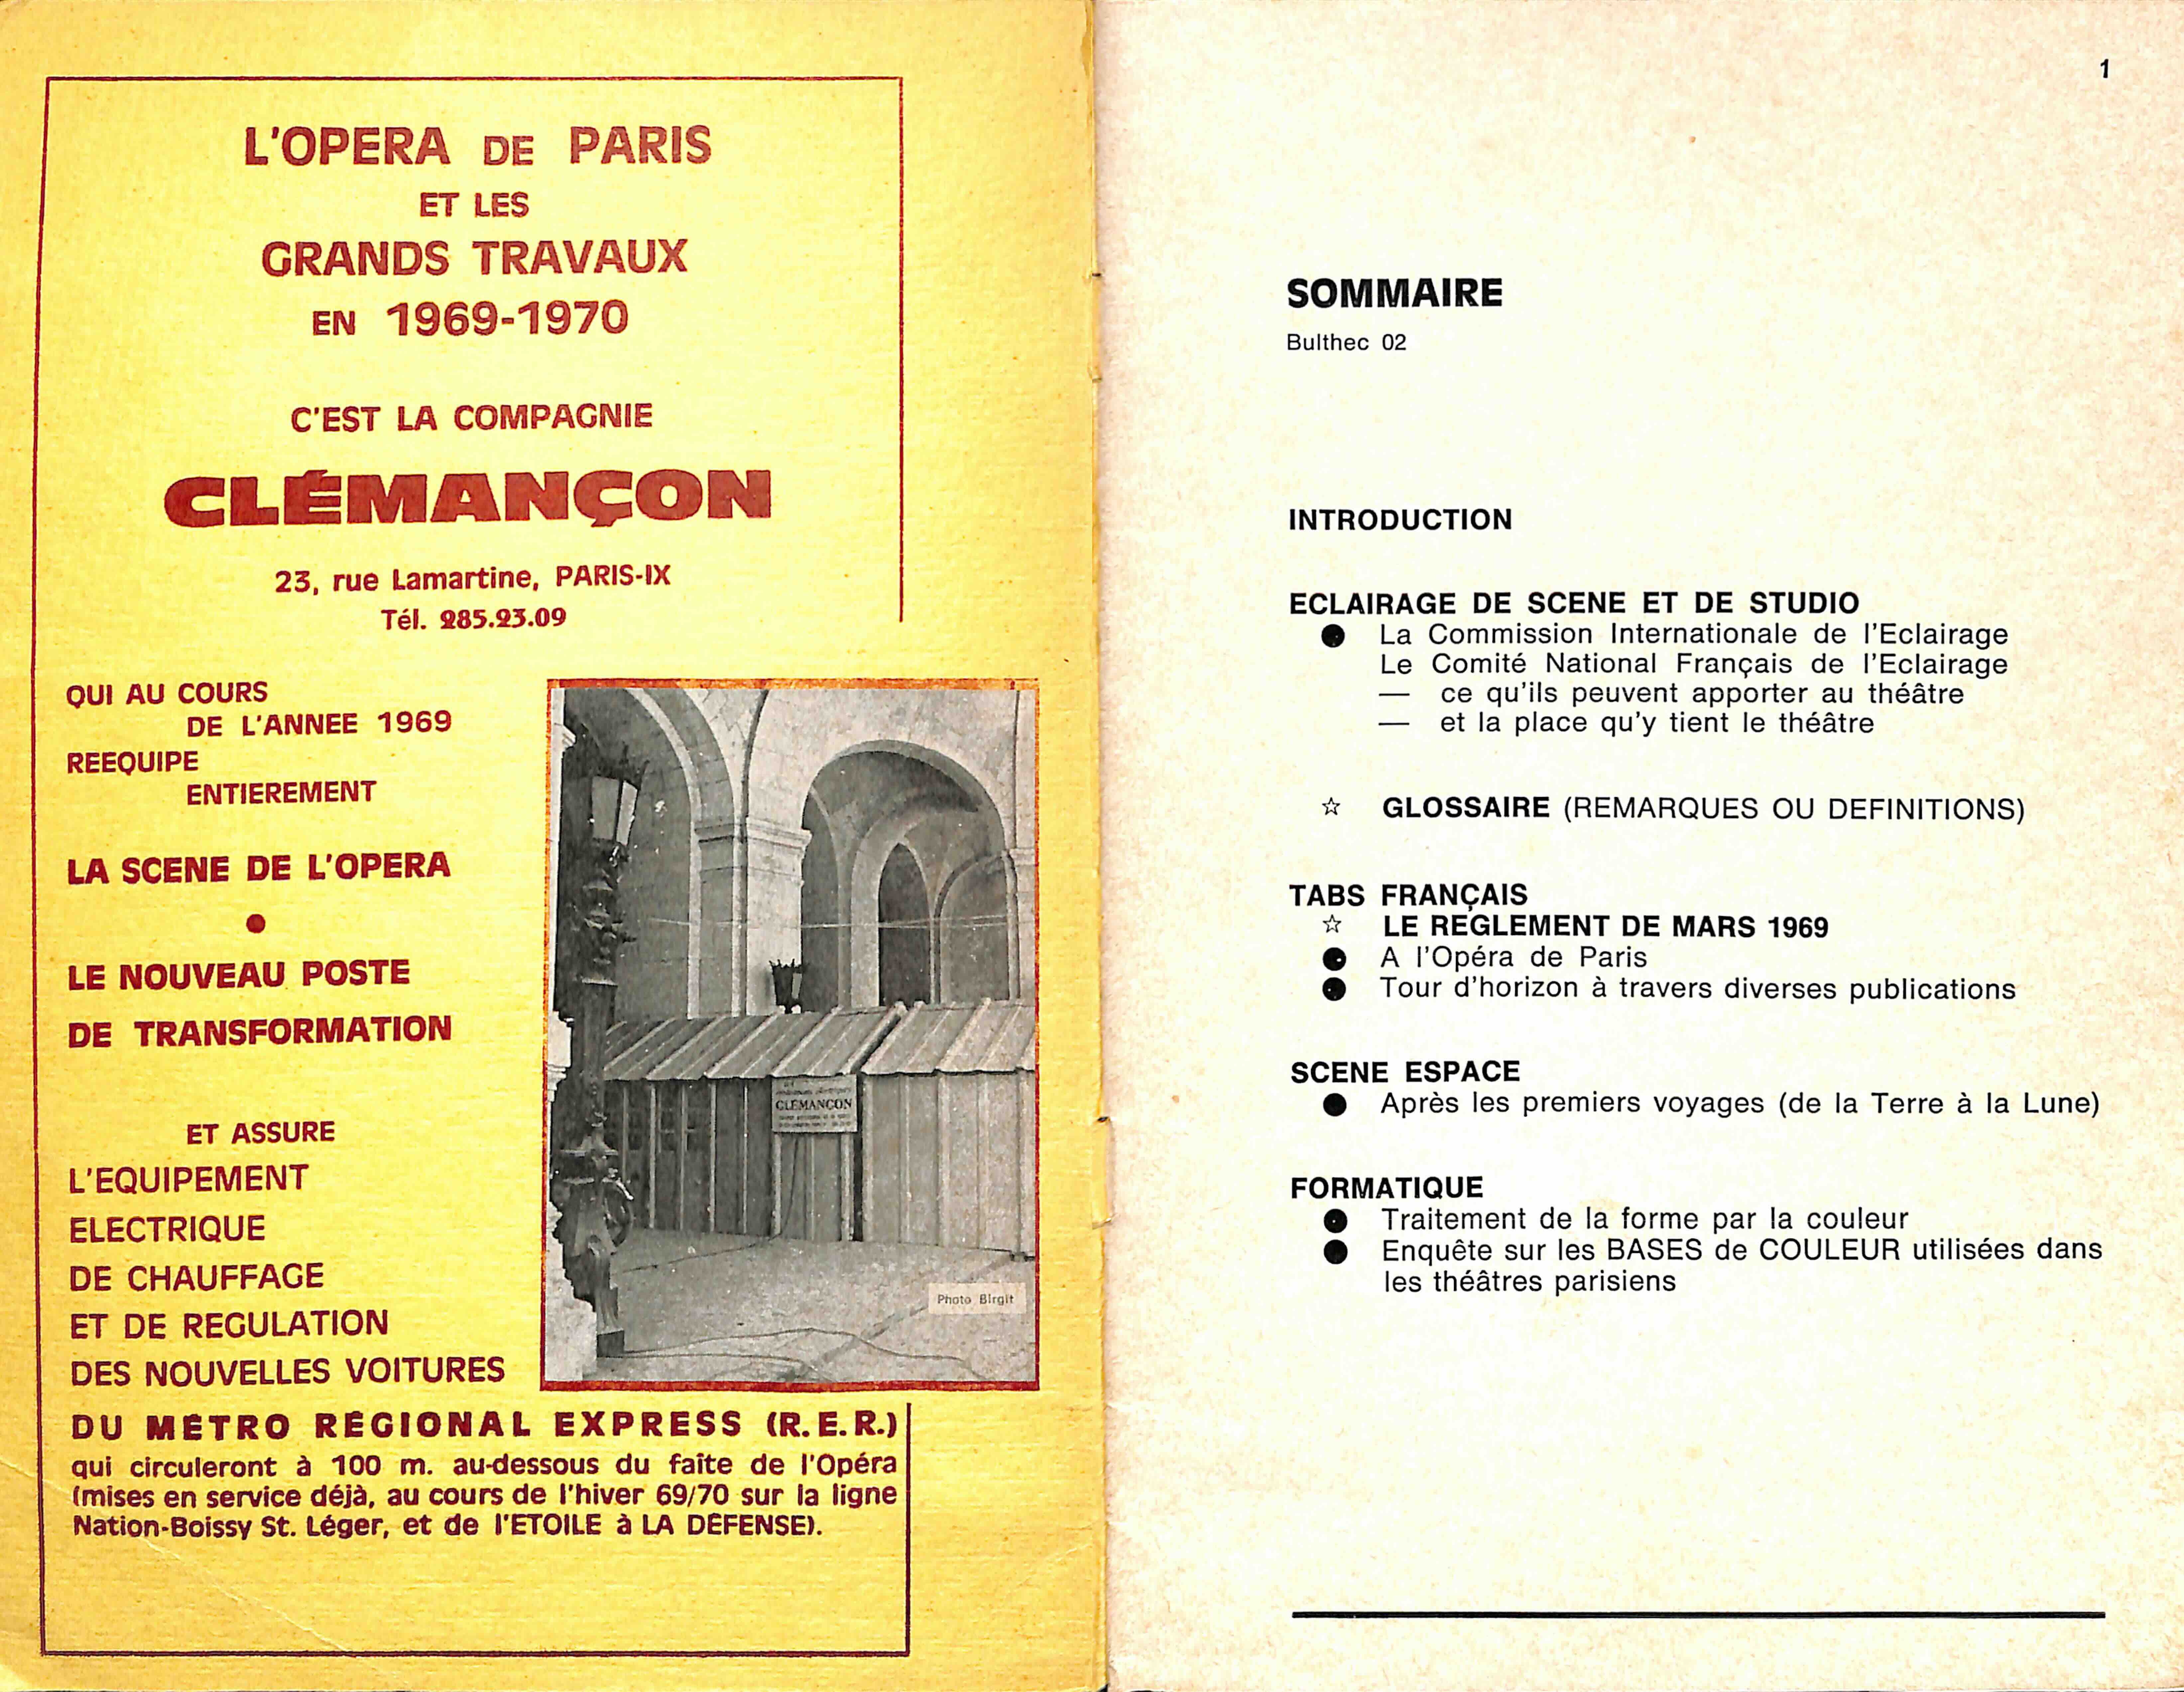 L'OPERA DE PARIS
ET LES
GRANDS TRAVAUX
EN 1969-1970
C'EST LA COMPAGNIE
CLÉMANÇON
23, rue Lamartine, PARIS-IX
Tél. 285.23.09
QUI AU COURS
DE L'ANNEE 1969
REEQUIPE
ENTIEREMENT
LA SCENE DE L'OPERA
●
LE NOUVEAU POSTE
DE TRANSFORMATION
ET ASSURE
L'EQUIPEMENT
ELECTRIQUE
DE CHAUFFAGE
ET DE REGULATION
DES NOUVELLES VOITURES
CLÉMANÇON
Photo Birgit
DU MÉTRO RÉGIONAL EXPRESS (R.E.R.)
qui circuleront à 100 m. au-dessous du faîte de l'Opéra
(mises en service déjà, au cours de l'hiver 69/70 sur la ligne
Nation-Boissy St. Léger, et de l'ETOILE à LA DÉFENSE).
1
SOMMAIRE
Bulthec 02
INTRODUCTION
ECLAIRAGE DE SCENE ET DE STUDIO
● La Commission Internationale de l'Eclairage
Le Comité National Français de l'Eclairage
— ce qu'ils peuvent apporter au théâtre
— et la place qu'y tient le théâtre
☆ GLOSSAIRE (REMARQUES OU DEFINITIONS)
TABS FRANÇAIS
☆ LE REGLEMENT DE MARS 1969
● A l'Opéra de Paris
● Tour d'horizon à travers diverses publications
SCENE ESPACE
● Après les premiers voyages (de la Terre à la Lune)
FORMATIQUE
● Traitement de la forme par la couleur
● Enquête sur les BASES de COULEUR utilisées dans
les théâtres parisiens